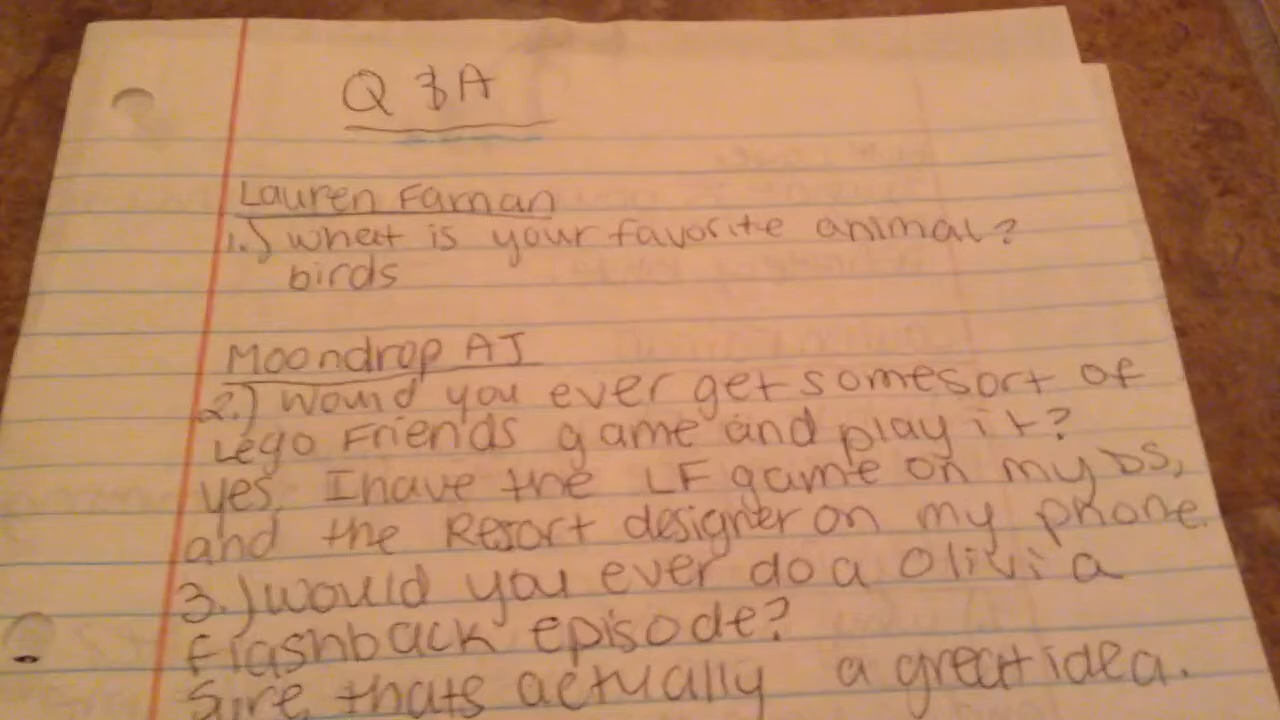 Q & A
Lauren Farnan
1.) what is your favorite animal?
birds
Moondrop AJ
2.) Would you ever get somesort of
Lego Friends game and play it?
yes, I have the LF game on my DS,
and the Resort designer on my phone.
3.) would you ever do a Olivia
flashback episode?
Sure, thats actually a great idea.